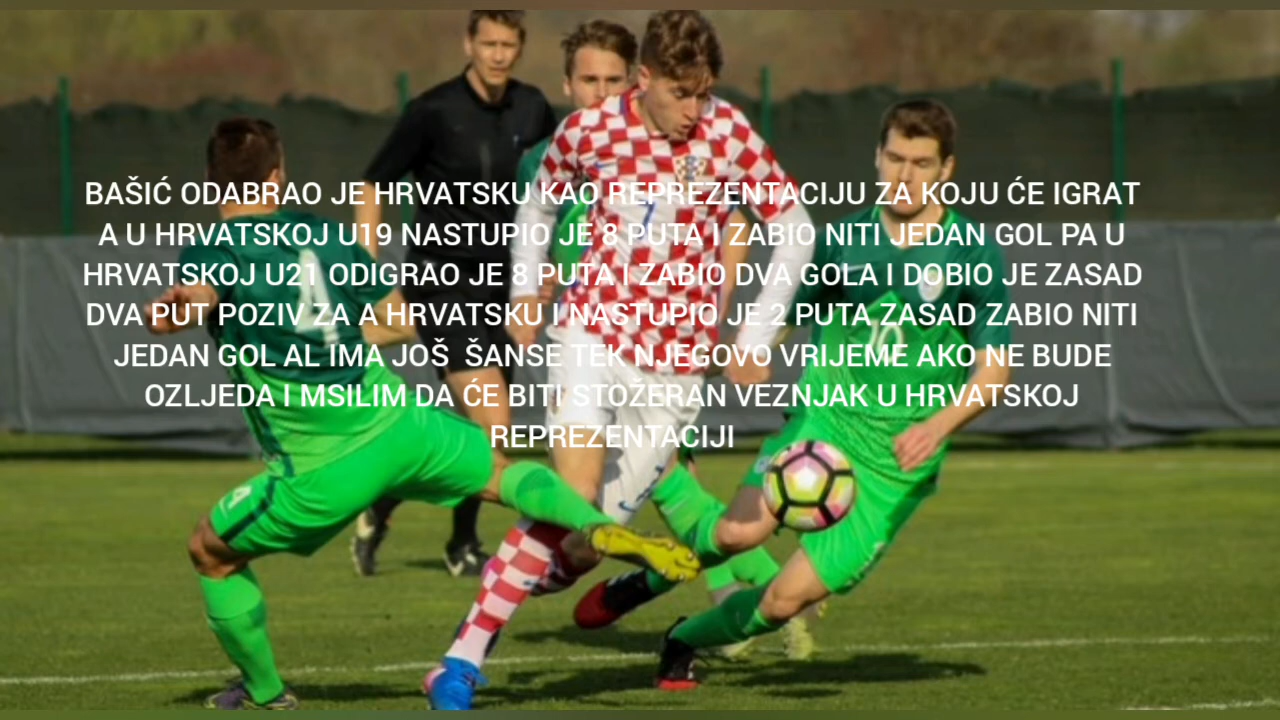 BAŠIĆ ODABRAO JE HRVATSKU KAO REPREZENTACIJU ZA KOJU ĆE IGRAT
A U HRVATSKOJ U19 NASTUPIO JE 8 PUTA I ZABIO NITI JEDAN GOL PA U
HRVATSKOJ U21 ODIGRAO JE 8 PUTA I ZABIO DVA GOLA I DOBIO JE ZASAD
DVA PUT POZIV ZA A HRVATSKU I NASTUPIO JE 2 PUTA ZASAD ZABIO NITI
JEDAN GOL AL IMA JOŠ  ŠANSE TEK NJEGOVO VRIJEME AKO NE BUDE
OZLJEDA I MSILIM DA ĆE BITI STOŽERAN VEZNJAK U HRVATSKOJ
REPREZENTACIJI